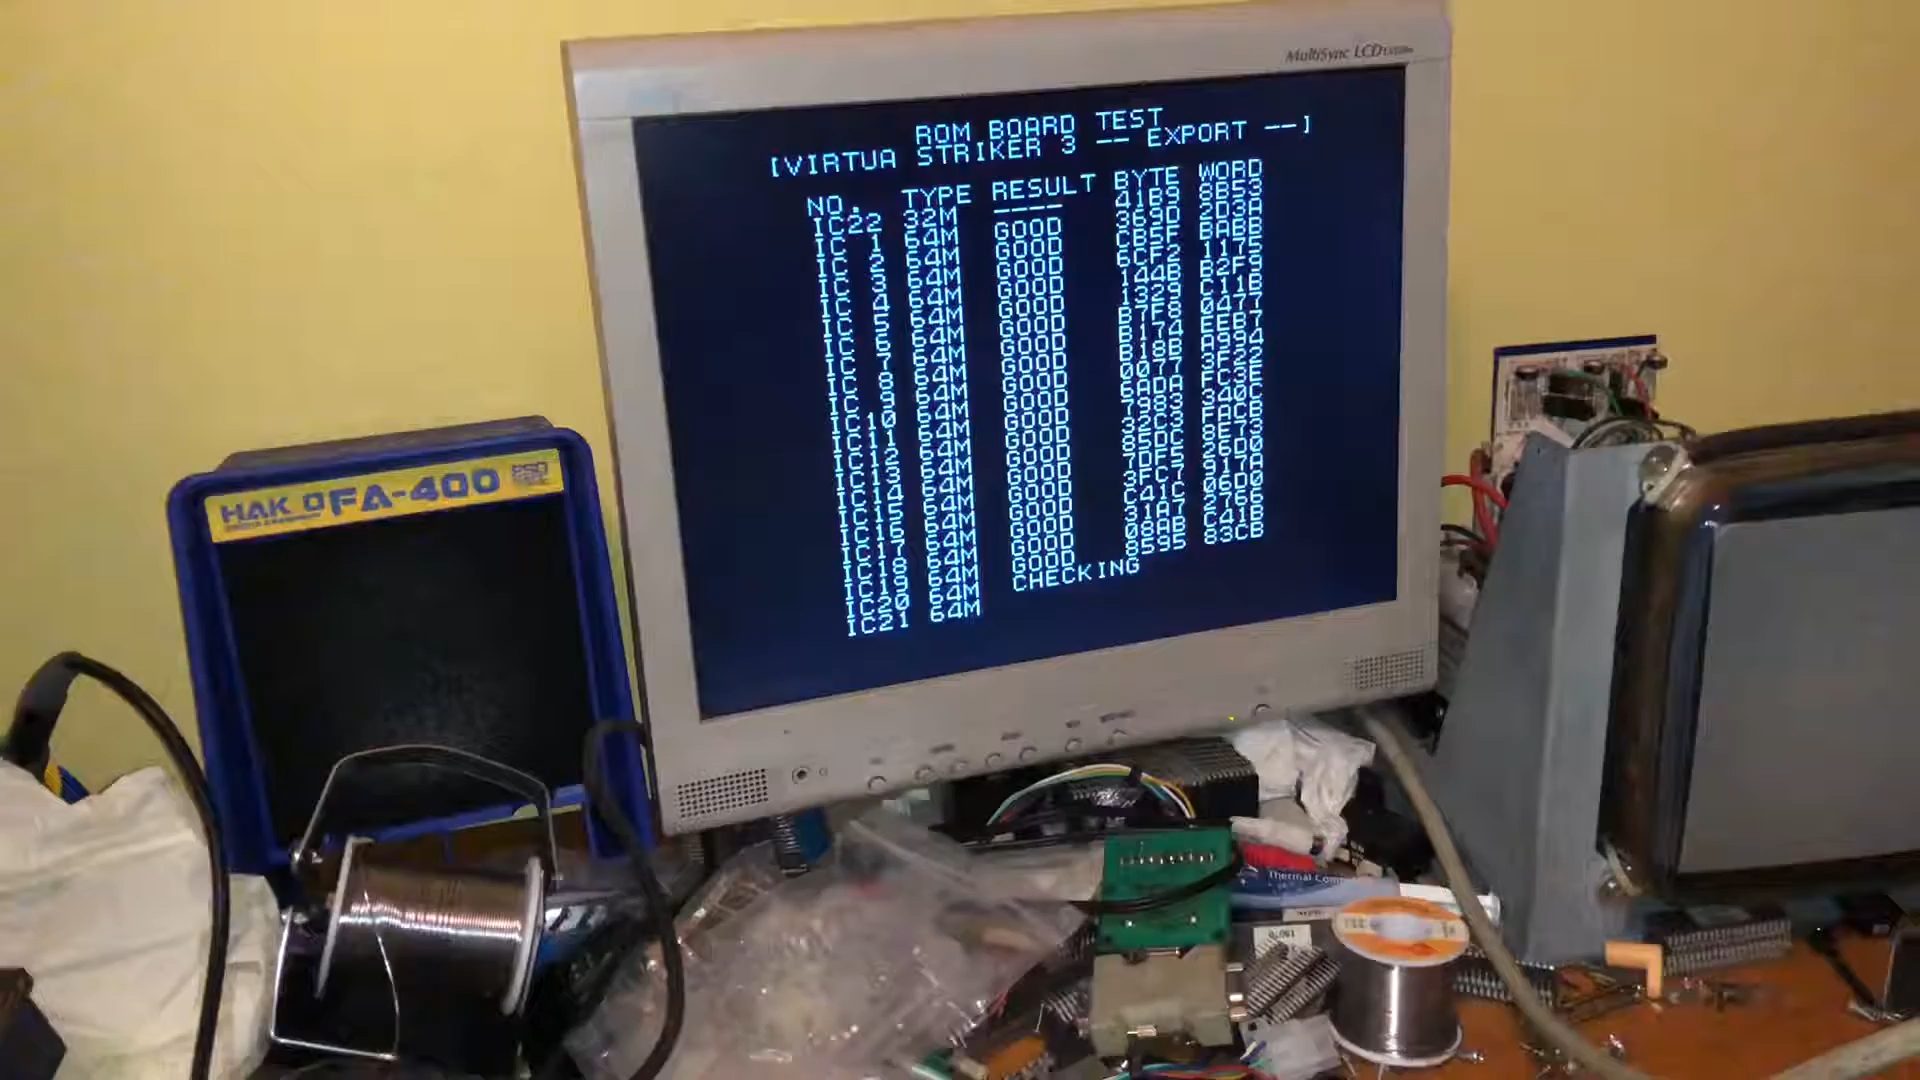 MultiSync LCD
ROM BOARD TEST
[VIRTUA STRIKER 3 -- EXPORT --]
NO. TYPE RESULT BYTE WORD
IC22 32M ----
IC 1 64M GOOD 41B9 8B53
IC 2 64M GOOD 369D 2D3A
IC 3 64M GOOD CB5F BABB
IC 4 64M GOOD 6CF2 1175
IC 5 64M GOOD 144B B2F9
IC 6 64M GOOD 1329 C11B
IC 7 64M GOOD B7F8 0477
IC 8 64M GOOD B174 EEB7
IC 9 64M GOOD B18B A994
IC10 64M GOOD 0077 3F22
IC11 64M GOOD 6ADA FC3E
IC12 64M GOOD 7983 340C
IC13 64M GOOD 32C3 FACB
IC14 64M GOOD 85DC 8E73
IC15 64M GOOD 7DF5 26D0
IC16 64M GOOD 3FC7 917A
IC17 64M GOOD C41C 06D0
IC18 64M GOOD 31A7 2766
IC19 64M GOOD 08AB C41B
IC20 64M GOOD 8595 83CB
IC21 64M CHECKING
HAKKO FA-400
Thermal